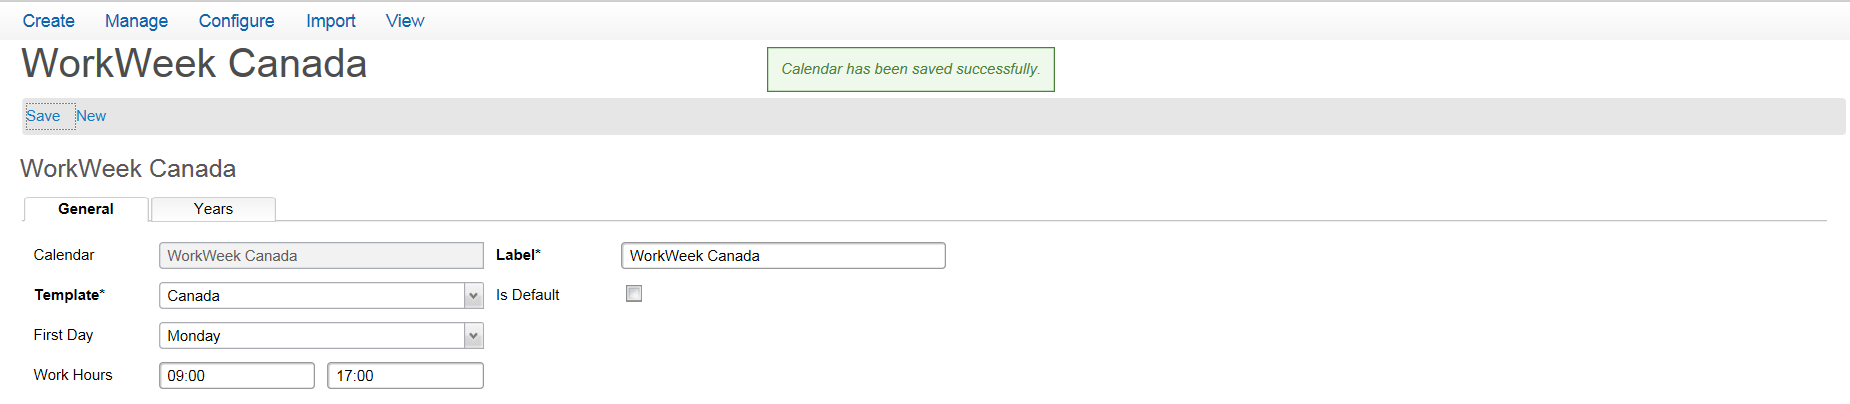 Create Manage Configure Import View
WorkWeek Canada
Calendar has been saved successfully.
Save New
WorkWeek Canada
General Years
Calendar WorkWeek Canada Label* WorkWeek Canada
Template* Canada Is Default
First Day Monday
Work Hours 09:00 17:00